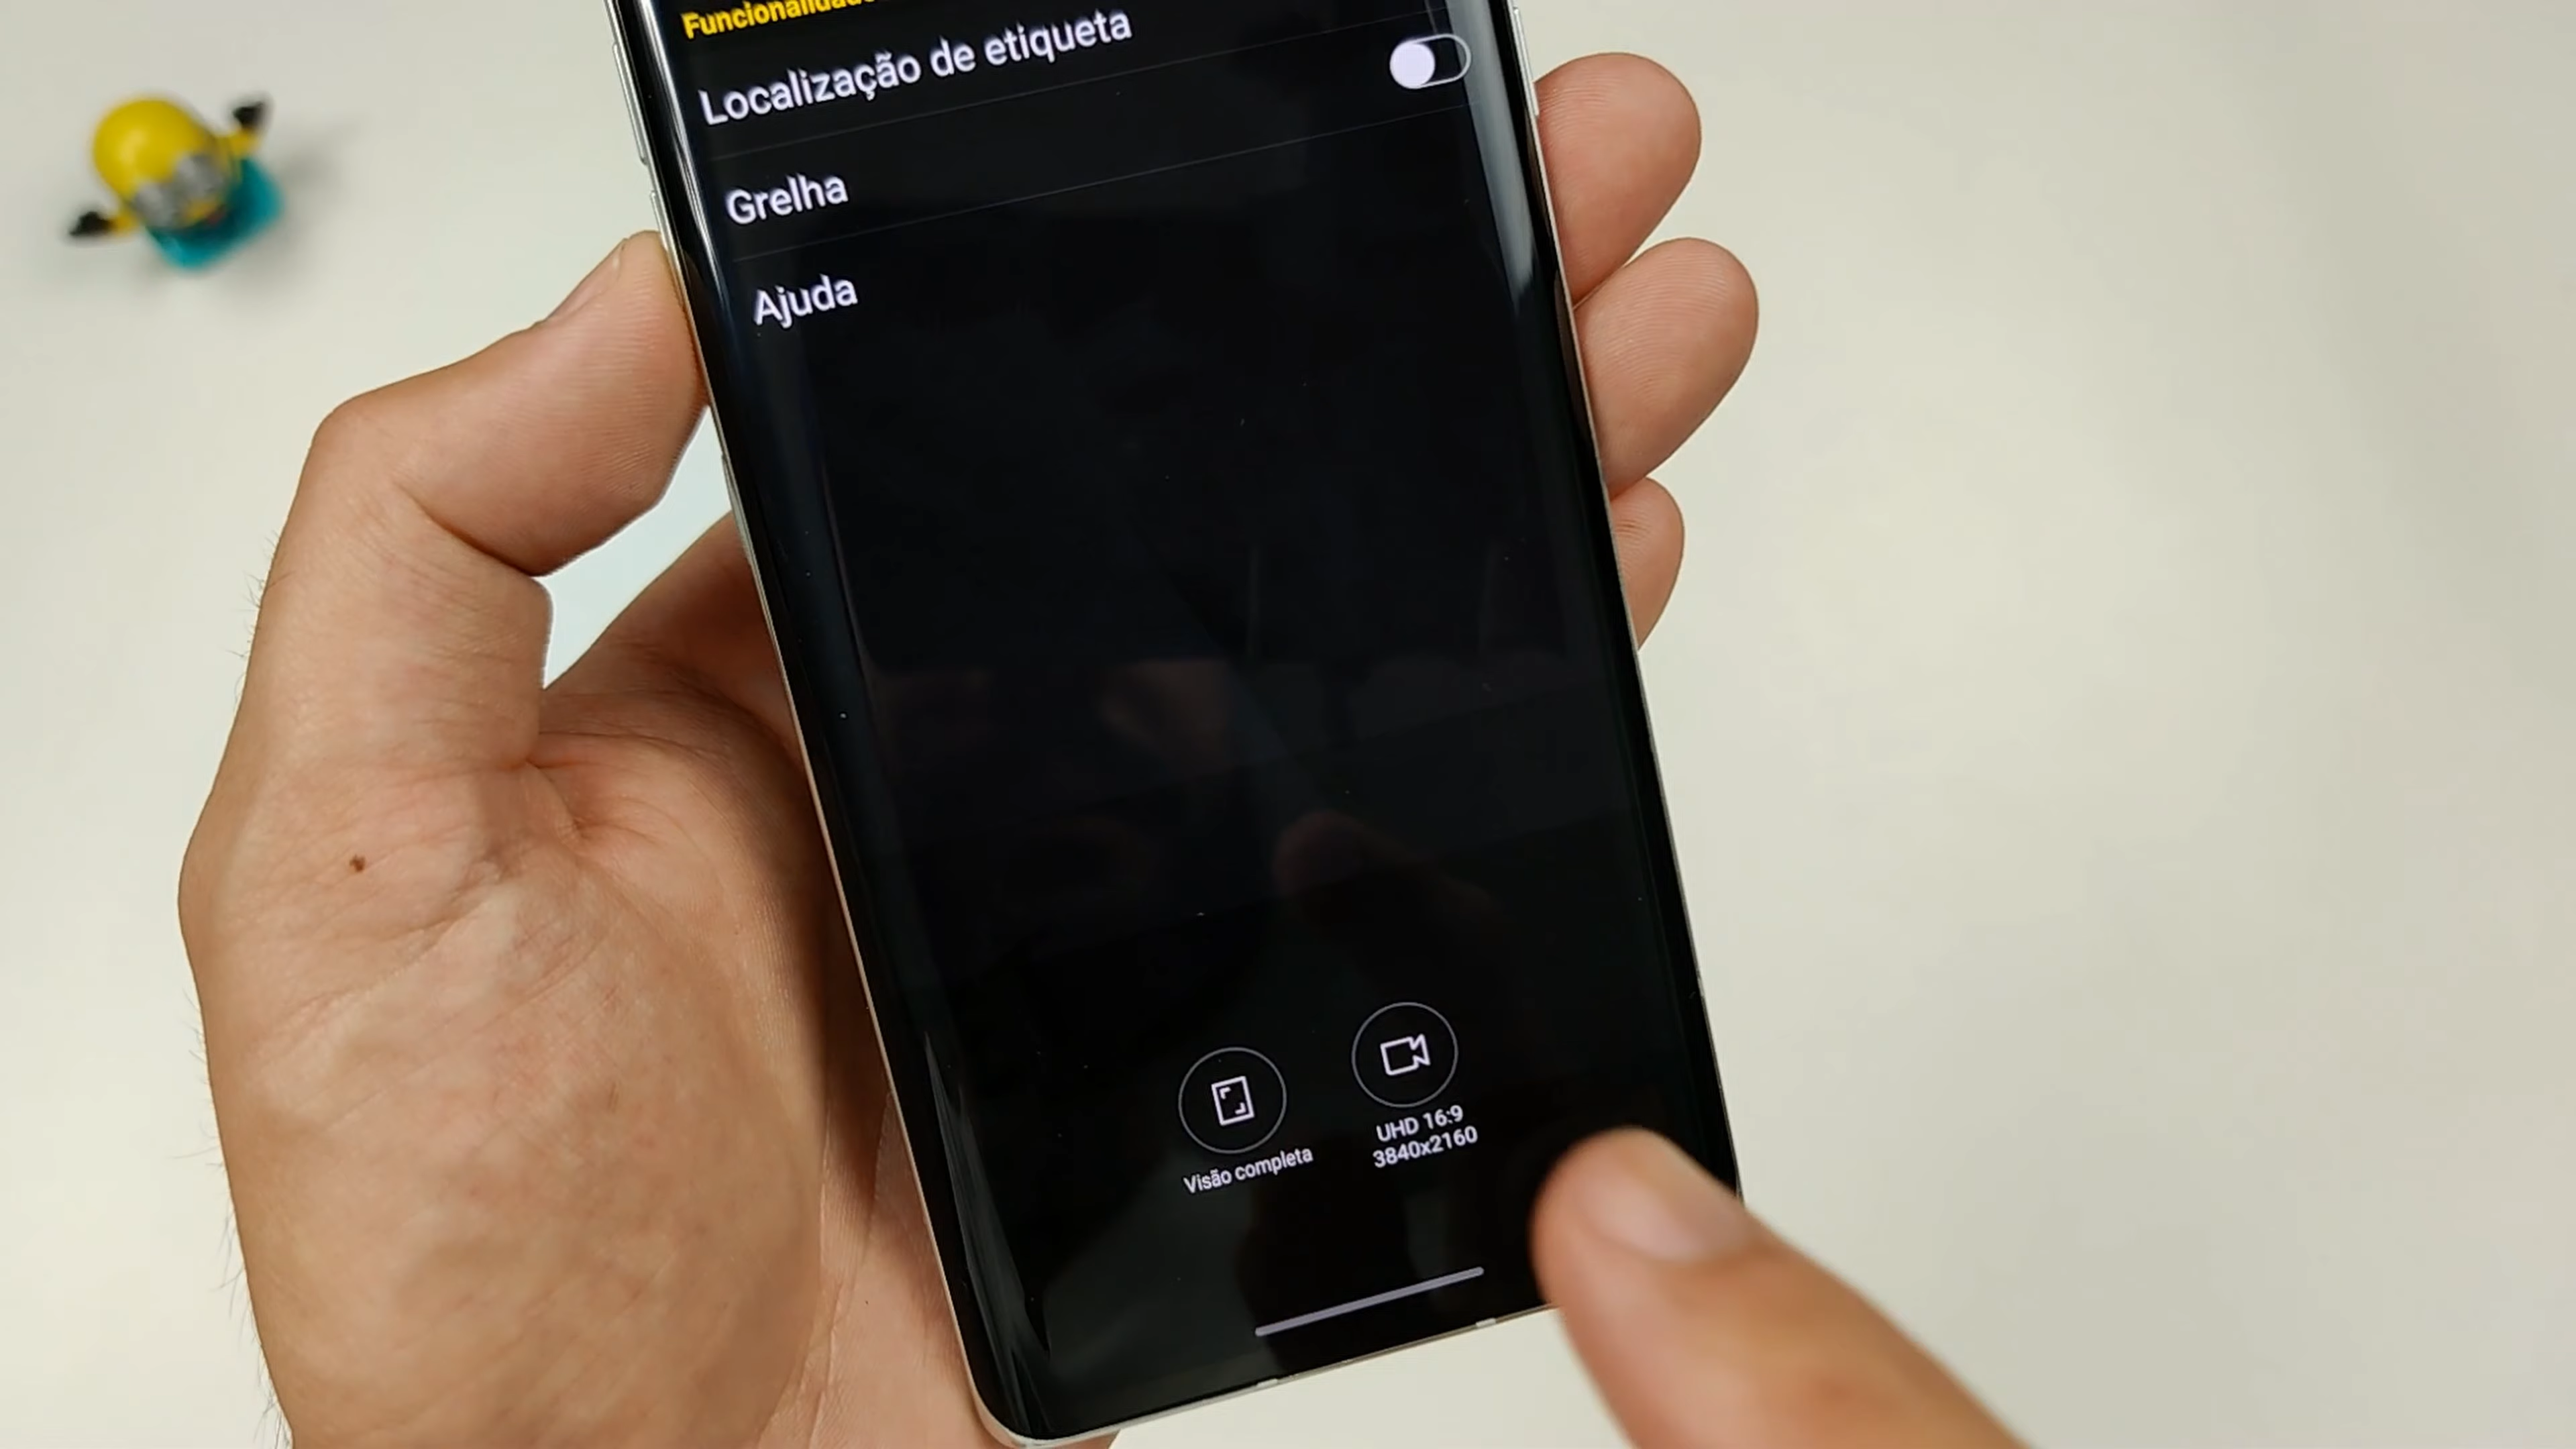 Localização de etiqueta
Grelha
Ajuda
Visão completa
UHD 16:9
3840x2160